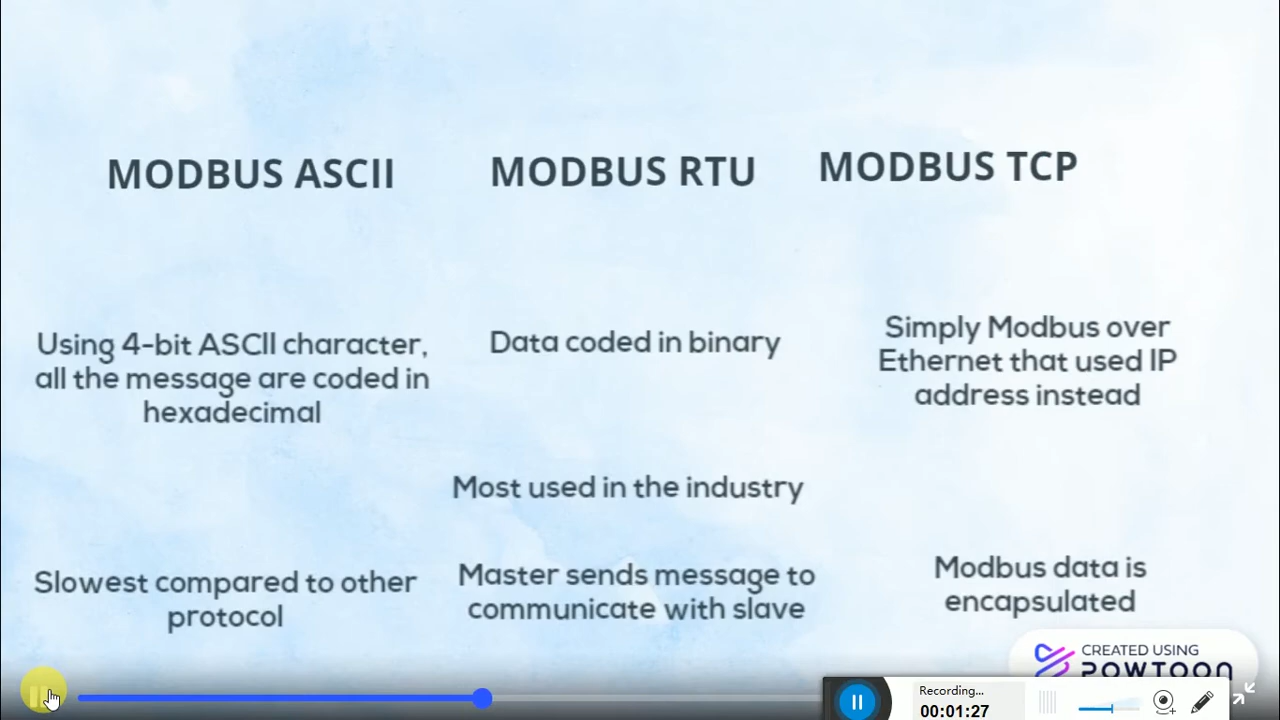 MODBUS ASCII
MODBUS RTU
MODBUS TCP
Using 4-bit ASCII character,
all the message are coded in
hexadecimal
Slowest compared to other
protocol
Data coded in binary
Most used in the industry
Master sends message to
communicate with slave
Simply Modbus over
Ethernet that used IP
address instead
Modbus data is
encapsulated
CREATED USING
POWTOON
Recording...
00:01:27